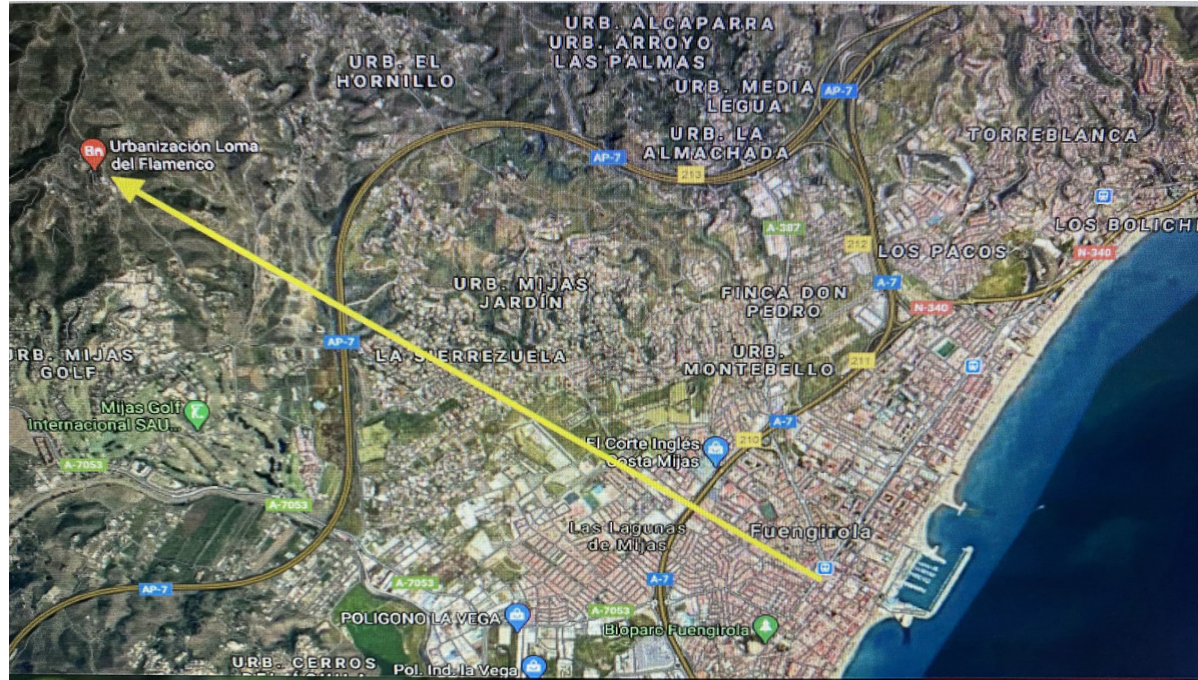 URB. ALCAPARRA
URB. ARROYO
LAS PALMAS
URB. EL
HORNILLO
URB. MEDIA
LEGUA
AP-7
URB. LA
ALMACHADA
TORREBLANCA
Urbanización Loma
del Flamenco
AP-7
213
A-387
LOS BOLICH
212
LOS PACOS
N-340
URB. MIJAS
JARDÍN
FINCA DON
PEDRO
A-7
N-340
AP-7
LA SIERREZUELA
URB. MIJAS
GOLF
URB.
MONTEBELLO
211
Mijas Golf
Internacional SAU...
A-7
210
El Corte Inglés
Costa Mijas
A-7053
A-7053
Las Lagunas
de Mijas
Fuengirola
AP-7
A-7053
A-7
POLIGONO LA VEGA
A-7053
Bioparc Fuengirola
URB. CERROS
Pol. Ind. la Vega